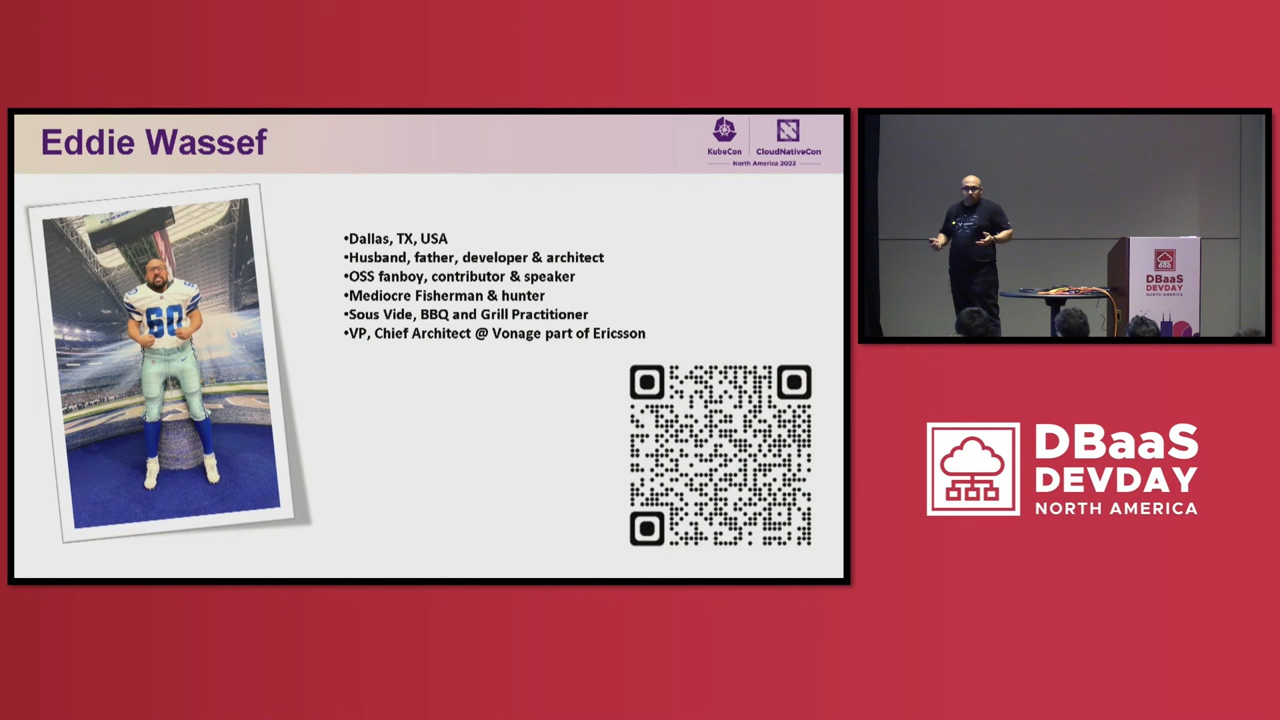 Eddie Wassef
KubeCon
CloudNativeCon
North America 2023
60
•Dallas, TX, USA
•Husband, father, developer & architect
•OSS fanboy, contributor & speaker
•Mediocre Fisherman & hunter
•Sous Vide, BBQ and Grill Practitioner
•VP, Chief Architect @ Vonage part of Ericsson
DBaaS
DEVDAY
NORTH AMERICA
DBaaS
DEVDAY
NORTH AMERICA